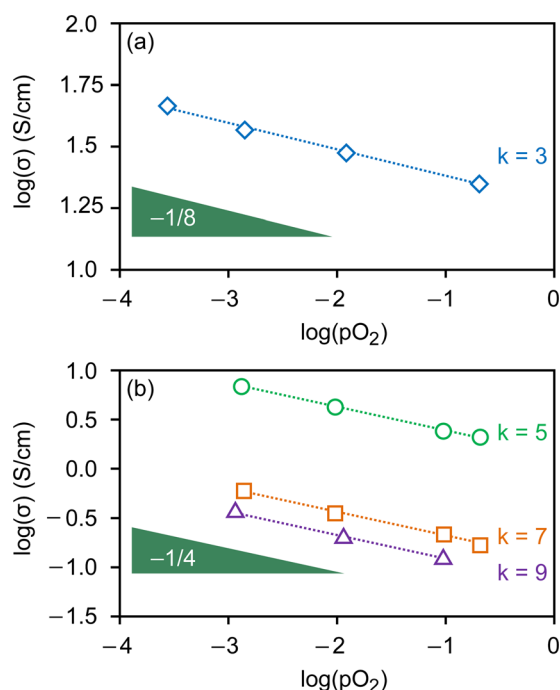 (a)
log(σ) (S/cm)
2.0
1.75
1.5
1.25
1.0
k = 3
−1/8
−4 −3 −2 −1 0
log(pO₂)
(b)
log(σ) (S/cm)
1.0
0.5
0.0
−0.5
−1.0
−1.5
k = 5
k = 7
k = 9
−1/4
−4 −3 −2 −1 0
log(pO₂)